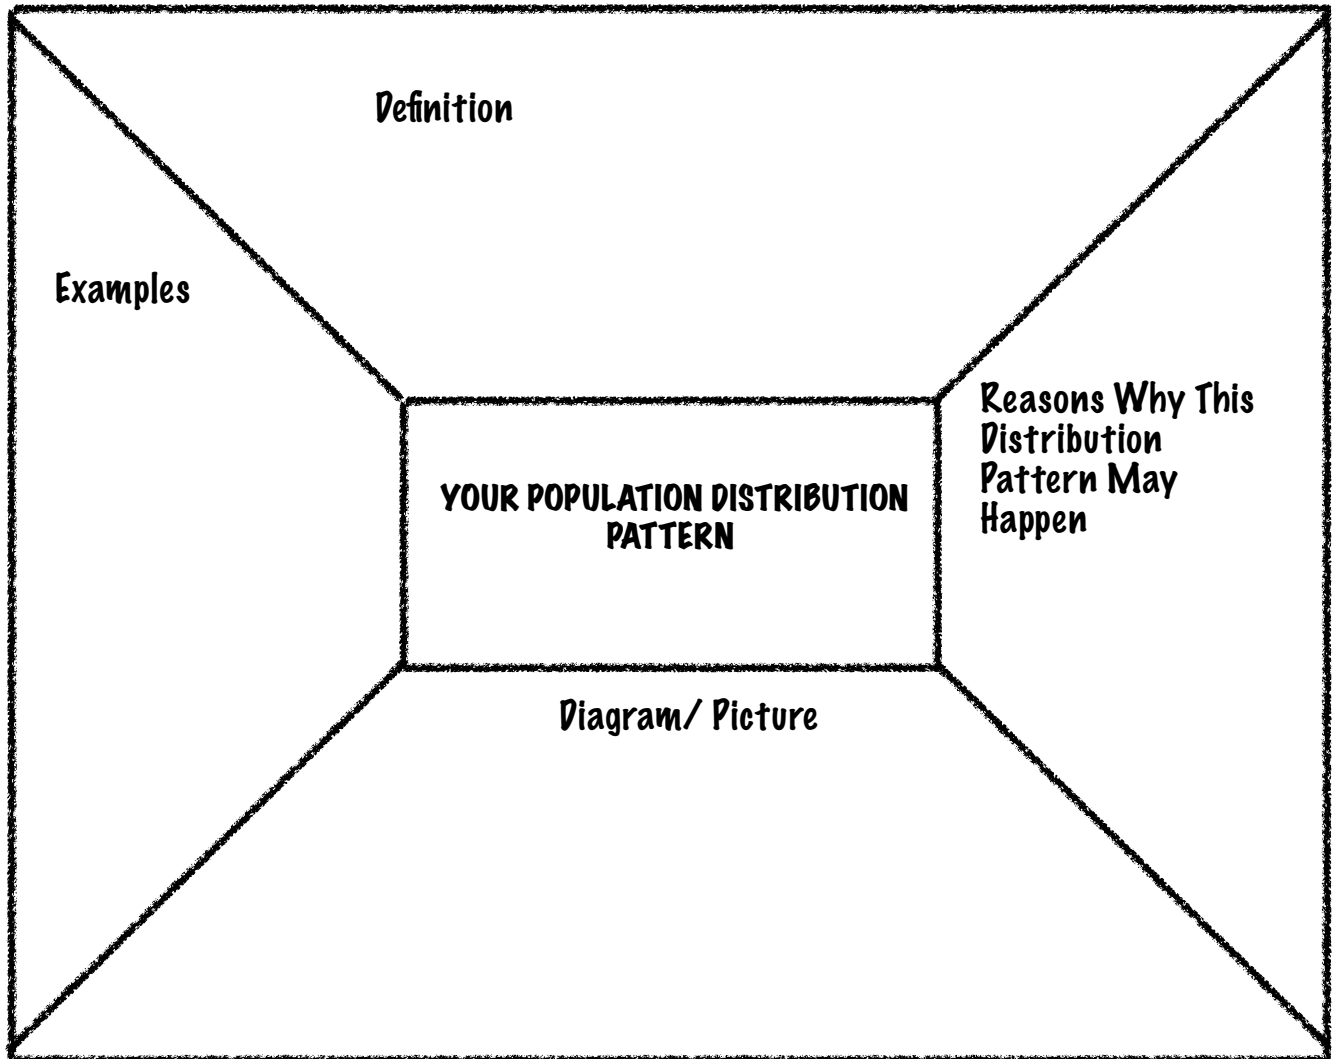 Definition
Examples
Reasons Why This
Distribution
Pattern May
Happen
YOUR POPULATION DISTRIBUTION
PATTERN
Diagram/ Picture